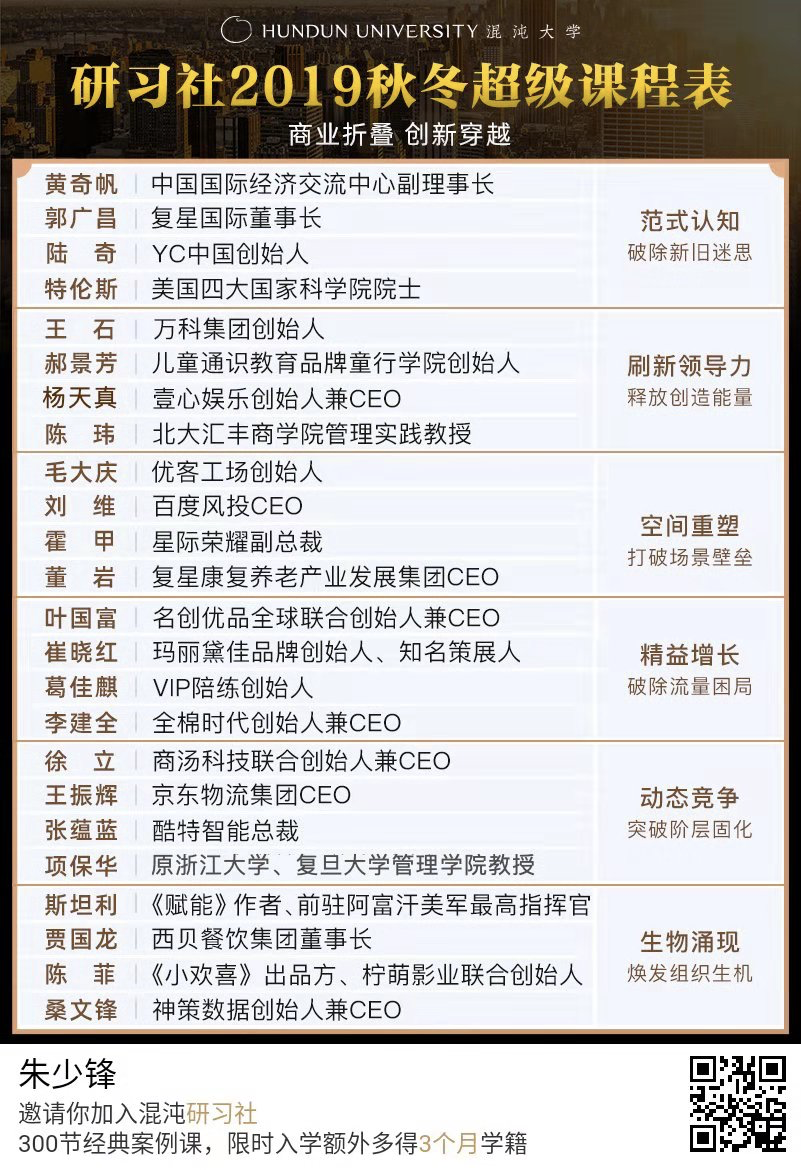 HUNDUN UNIVERSITY 混沌大学
研习社2019秋冬超级课程表
商业折叠 创新穿越
黄奇帆 中国国际经济交流中心副理事长
郭广昌 复星国际董事长
陆 奇 YC中国创始人
特伦斯 美国四大国家科学院院士
范式认知
破除新旧迷思
王 石 万科集团创始人
郝景芳 儿童通识教育品牌童行学院创始人
杨天真 壹心娱乐创始人兼CEO
陈 玮 北大汇丰商学院管理实践教授
刷新领导力
释放创造能量
毛大庆 优客工场创始人
刘 维 百度风投CEO
霍 甲 星际荣耀副总裁
董 岩 复星康复养老产业发展集团CEO
空间重塑
打破场景壁垒
叶国富 名创优品全球联合创始人兼CEO
崔晓红 玛丽黛佳品牌创始人、知名策展人
葛佳麒 VIP陪练创始人
李建全 全棉时代创始人兼CEO
精益增长
破除流量困局
徐 立 商汤科技联合创始人兼CEO
王振辉 京东物流集团CEO
张蕴蓝 酷特智能总裁
项保华 原浙江大学、复旦大学管理学院教授
动态竞争
突破阶层固化
斯坦利 《赋能》作者、前驻阿富汗美军最高指挥官
贾国龙 西贝餐饮集团董事长
陈 菲 《小欢喜》出品方、柠萌影业联合创始人
桑文锋 神策数据创始人兼CEO
生物涌现
焕发组织生机
朱少锋
邀请你加入混沌研习社
300节经典案例课，限时入学额外多得3个月学籍